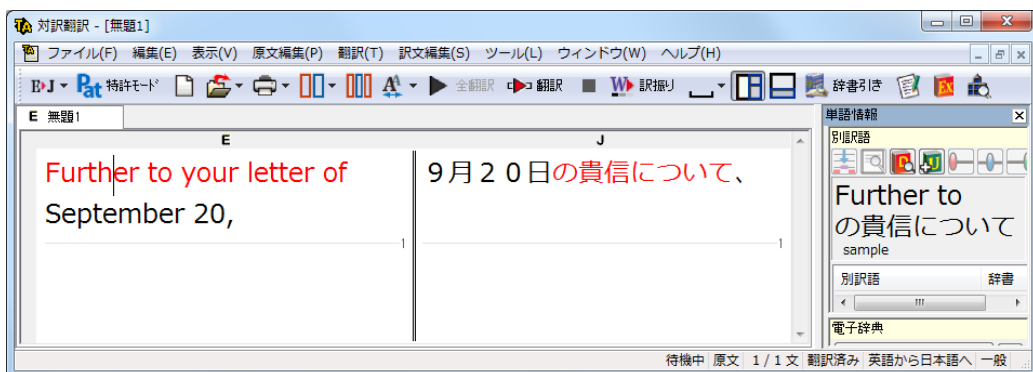 対訳翻訳 - [無題1]
ファイル(F) 編集(E) 表示(V) 原文編集(P) 翻訳(T) 訳文編集(S) ツール(L) ウィンドウ(W) ヘルプ(H)
E▸J Pat 特許モード 全翻訳 翻訳 W 訳振り 辞書引き EX
E 無題1
単語情報
E J
別訳語
Further to your letter of
September 20,
1
９月２０日の貴信について、
1
Further to
の貴信について
sample
別訳語 辞書
電子辞典
待機中 原文 1 / 1 文 翻訳済み 英語から日本語へ 一般